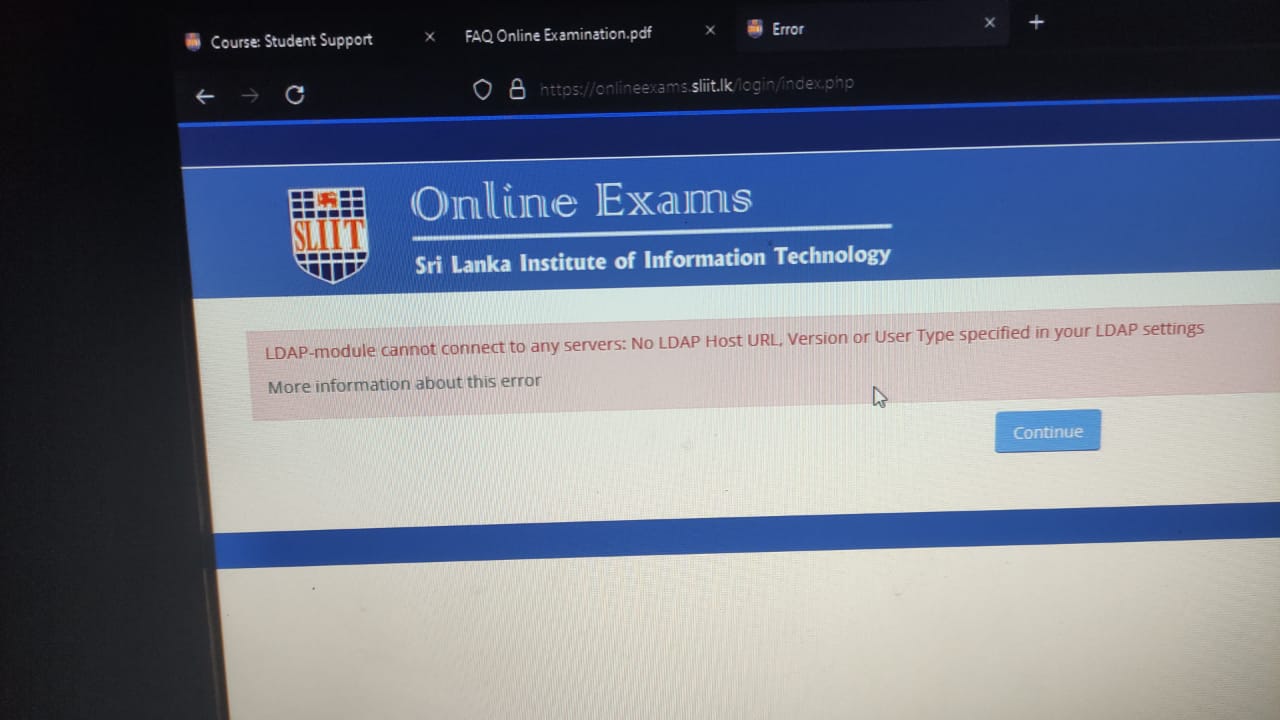 Course: Student Support
FAQ Online Examination.pdf
Error
https://onlineexams.sliit.lk/login/index.php
SLIIT
Online Exams
Sri Lanka Institute of Information Technology
LDAP-module cannot connect to any servers: No LDAP Host URL, Version or User Type specified in your LDAP settings
More information about this error
Continue